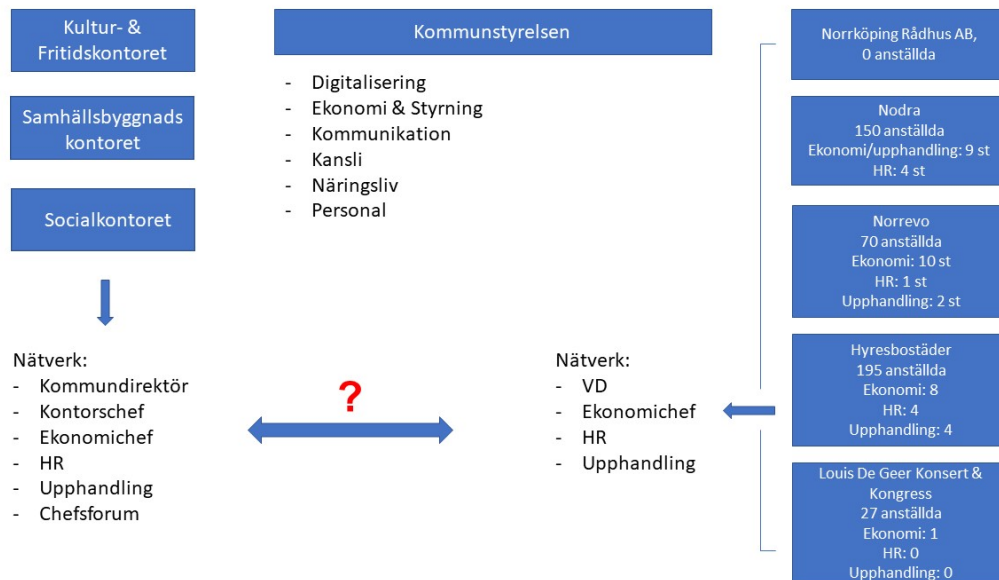 Kultur- &
Fritidskontoret
Samhällsbyggnads
kontoret
Socialkontoret
Nätverk:
- Kommundirektör
- Kontorschef
- Ekonomichef
- HR
- Upphandling
- Chefsforum
Kommunstyrelsen
- Digitalisering
- Ekonomi & Styrning
- Kommunikation
- Kansli
- Näringsliv
- Personal
?
Nätverk:
- VD
- Ekonomichef
- HR
- Upphandling
Norrköping Rådhus AB,
0 anställda
Nodra
150 anställda
Ekonomi/upphandling: 9 st
HR: 4 st
Norrevo
70 anställda
Ekonomi: 10 st
HR: 1 st
Upphandling: 2 st
Hyresbostäder
195 anställda
Ekonomi: 8
HR: 4
Upphandling: 4
Louis De Geer Konsert &
Kongress
27 anställda
Ekonomi: 1
HR: 0
Upphandling: 0